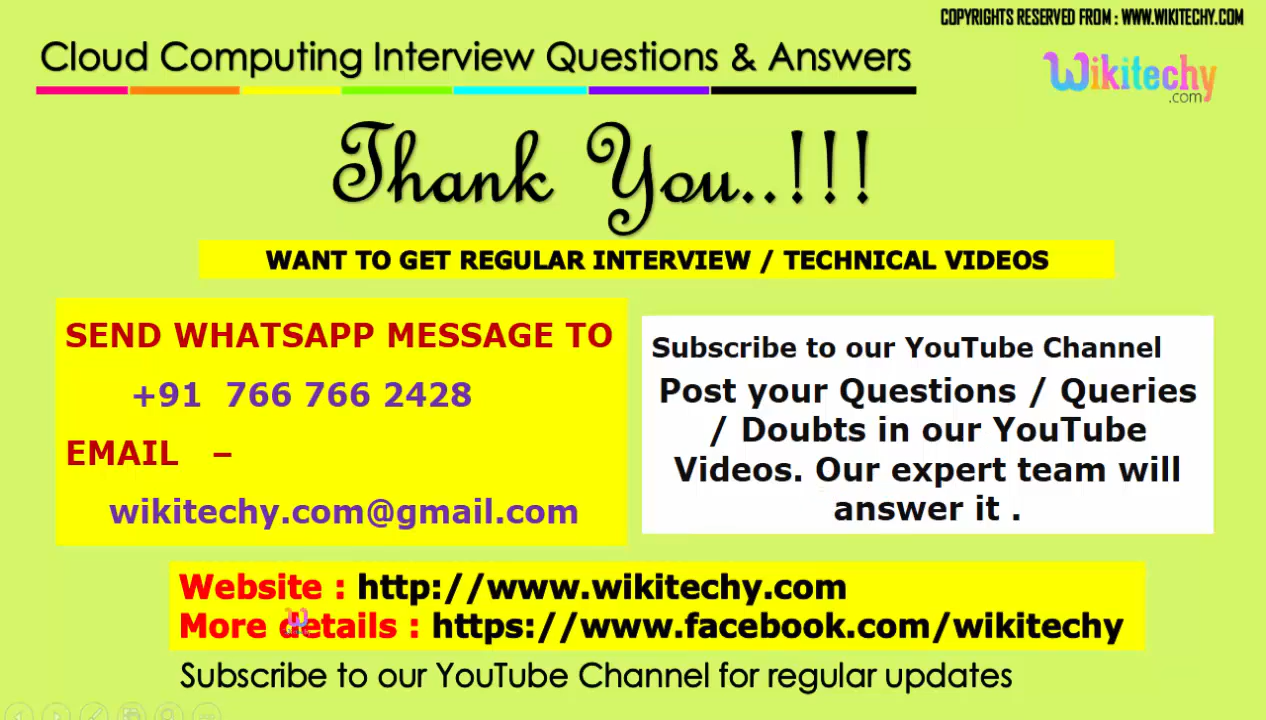 COPYRIGHTS RESERVED FROM : WWW.WIKITECHY.COM
Cloud Computing Interview Questions & Answers
Wikitechy
.com
Thank You..!!!
WANT TO GET REGULAR INTERVIEW / TECHNICAL VIDEOS
SEND WHATSAPP MESSAGE TO
+91 766 766 2428
EMAIL –
wikitechy.com@gmail.com
Subscribe to our YouTube Channel
Post your Questions / Queries
/ Doubts in our YouTube
Videos. Our expert team will
answer it .
Website : http://www.wikitechy.com
More details : https://www.facebook.com/wikitechy
Subscribe to our YouTube Channel for regular updates